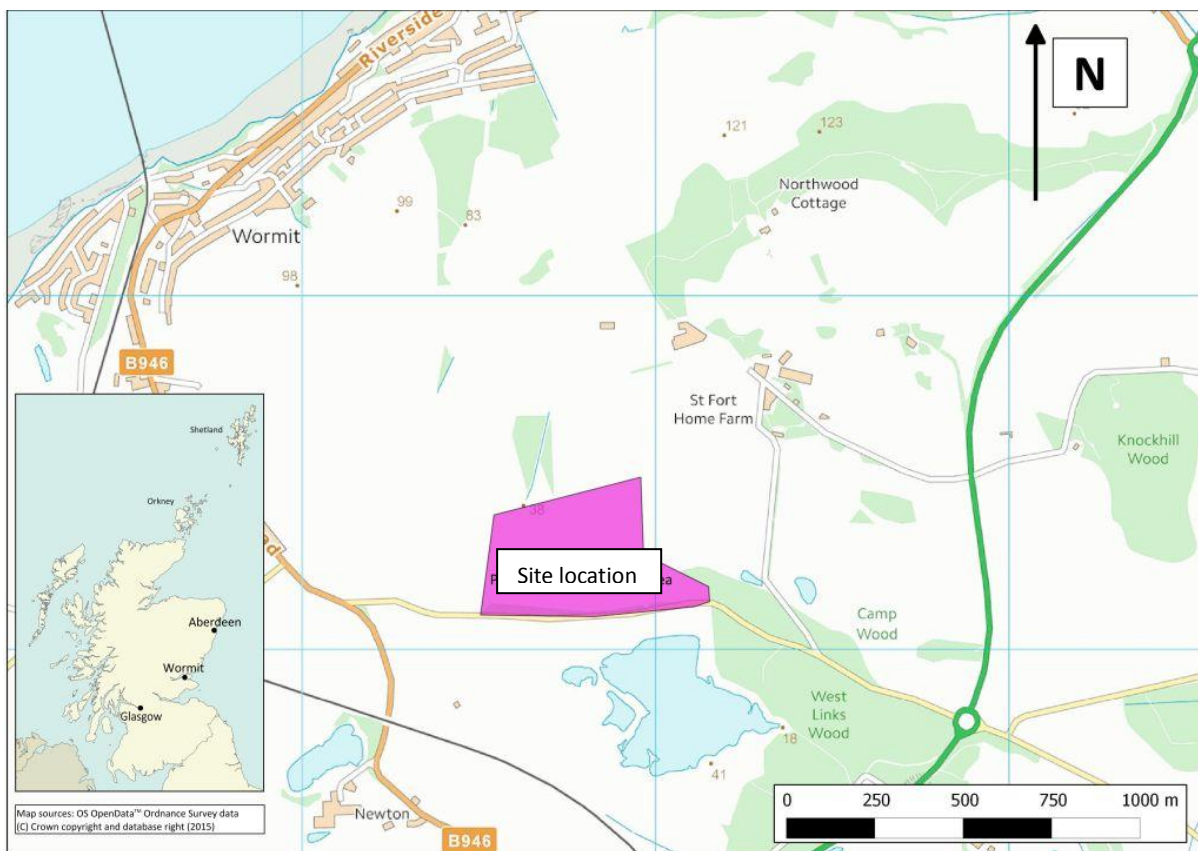 Riverside
N
121
123
Northwood
Cottage
99
83
Wormit
98
B946
St Fort
Home Farm
Knockhill
Wood
Shetland
Orkney
Aberdeen
Wormit
Glasgow
38
Site location
Camp
Wood
West
Links
Wood
18
41
Newton
B946
0 250 500 750 1000 m
Map sources: OS OpenData™ Ordnance Survey data
(C) Crown copyright and database right (2015)